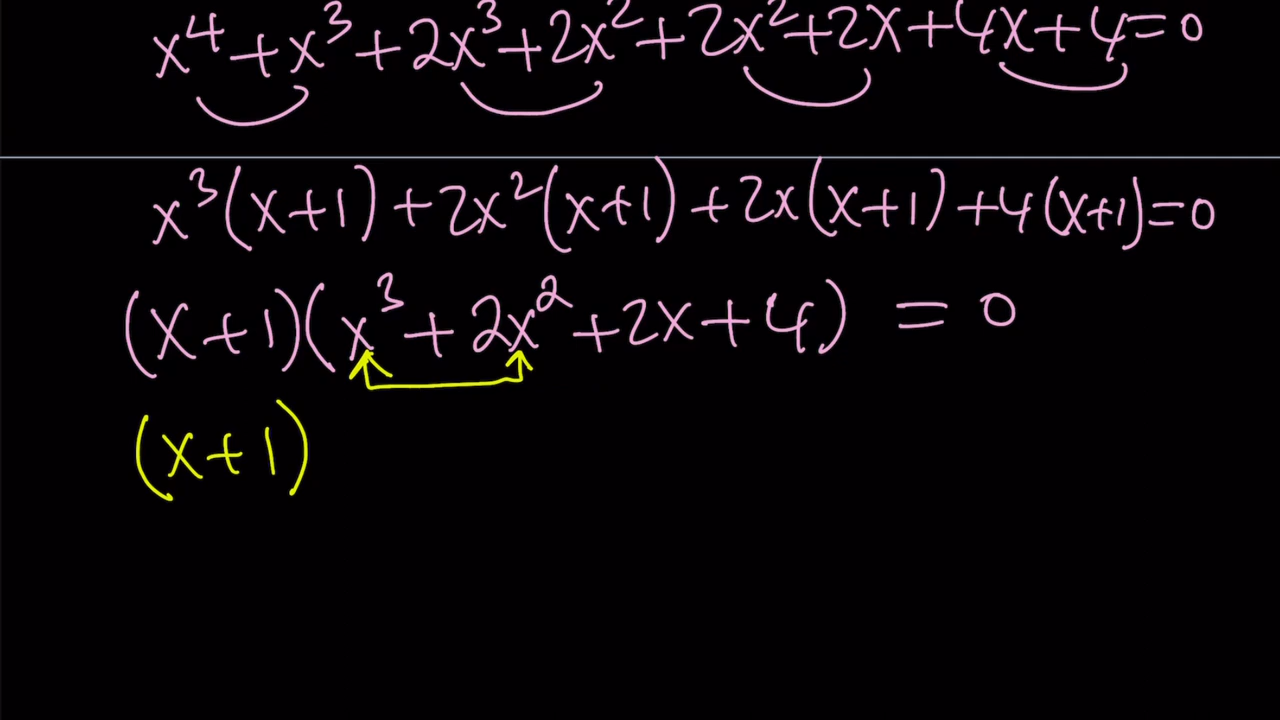 x⁴ + x³ + 2x³ + 2x² + 2x² + 2x + 4x + 4 = 0
x³(x+1) + 2x²(x+1) + 2x(x+1) + 4(x+1) = 0
(x+1)(x³ + 2x² + 2x + 4) = 0
(x+1)